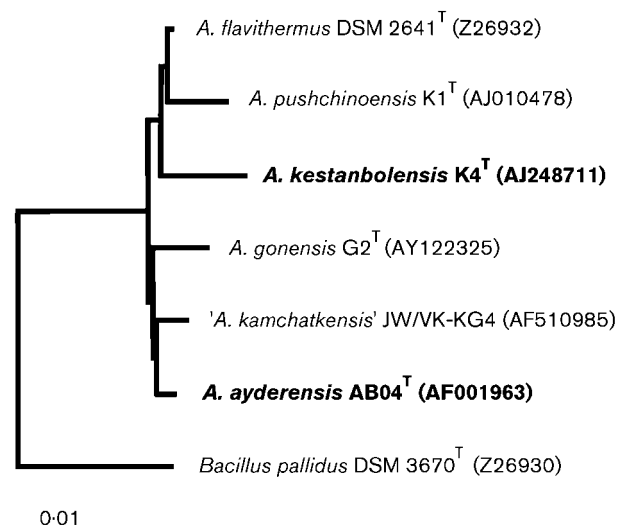 A. flavithermus DSM 2641ᵀ (Z26932)
A. pushchinoensis K1ᵀ (AJ010478)
A. kestanbolensis K4ᵀ (AJ248711)
A. gonensis G2ᵀ (AY122325)
'A. kamchatkensis' JW/VK-KG4 (AF510985)
A. ayderensis AB04ᵀ (AF001963)
Bacillus pallidus DSM 3670ᵀ (Z26930)
0·01